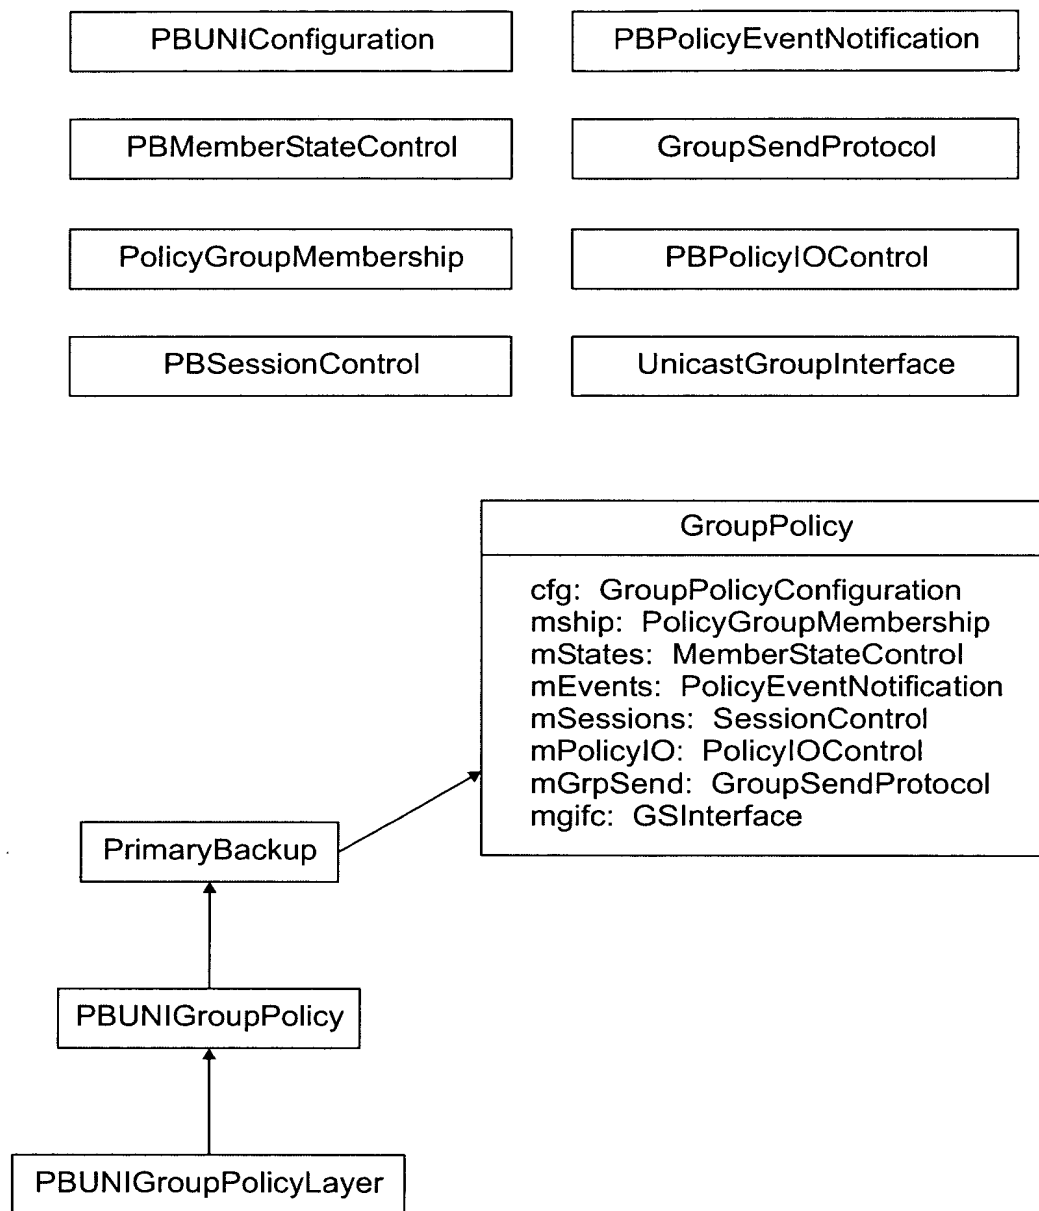 PBUNIConfiguration
PBPolicyEventNotification
PBMemberStateControl
GroupSendProtocol
PolicyGroupMembership
PBPolicyIOControl
PBSessionControl
UnicastGroupInterface
GroupPolicy
cfg: GroupPolicyConfiguration
mship: PolicyGroupMembership
mStates: MemberStateControl
mEvents: PolicyEventNotification
mSessions: SessionControl
mPolicyIO: PolicyIOControl
mGrpSend: GroupSendProtocol
mgifc: GSInterface
PrimaryBackup
PBUNIGroupPolicy
PBUNIGroupPolicyLayer